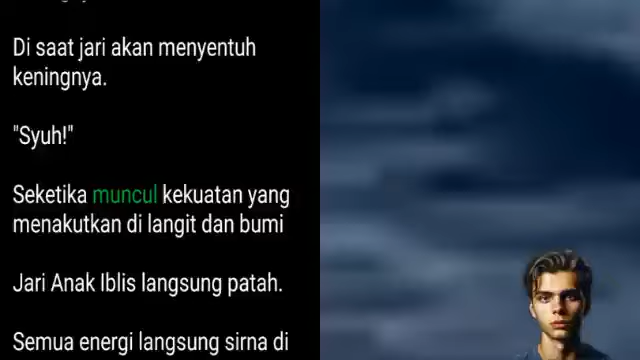 Di saat jari akan menyentuh
keningnya.
"Syuh!"
Seketika muncul kekuatan yang
menakutkan di langit dan bumi
Jari Anak Iblis langsung patah.
Semua energi langsung sirna di